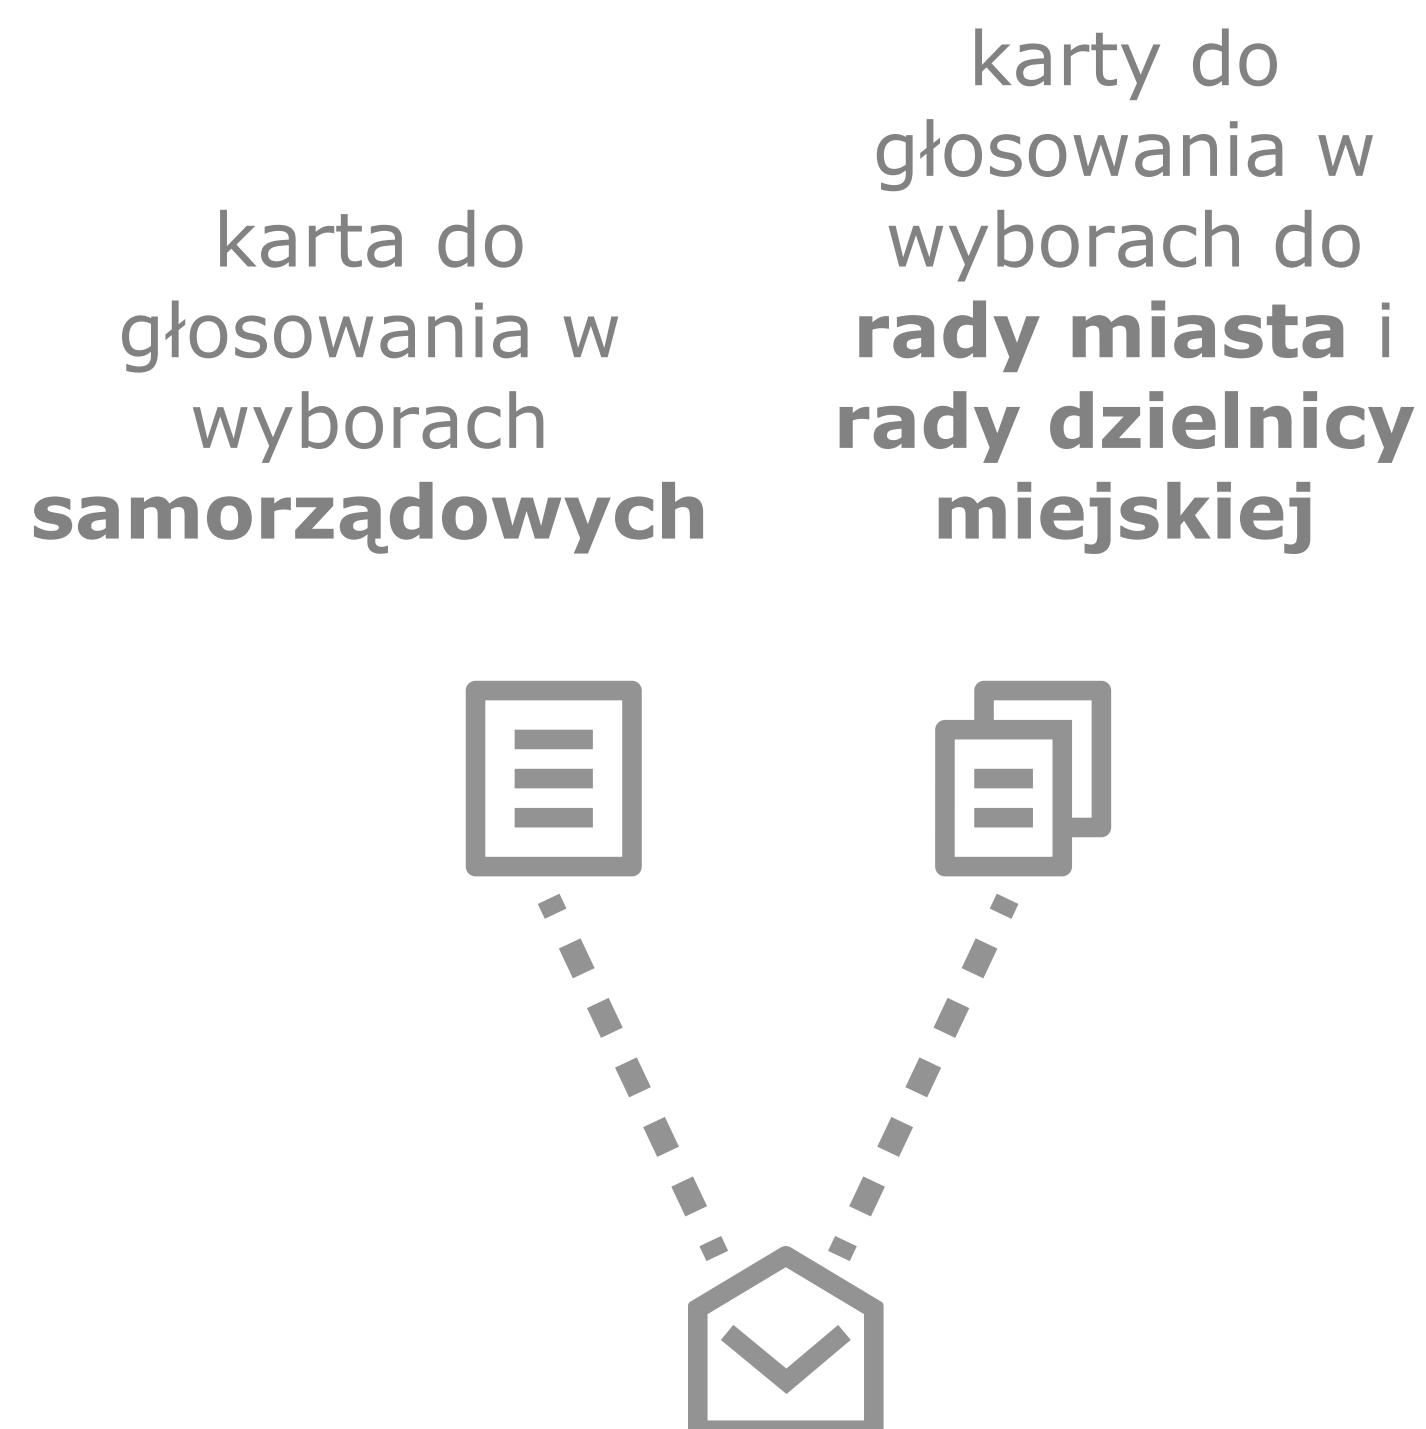 karta do
głosowania w
wyborach
samorządowych
karty do
głosowania w
wyborach do
rady miasta i
rady dzielnicy
miejskiej